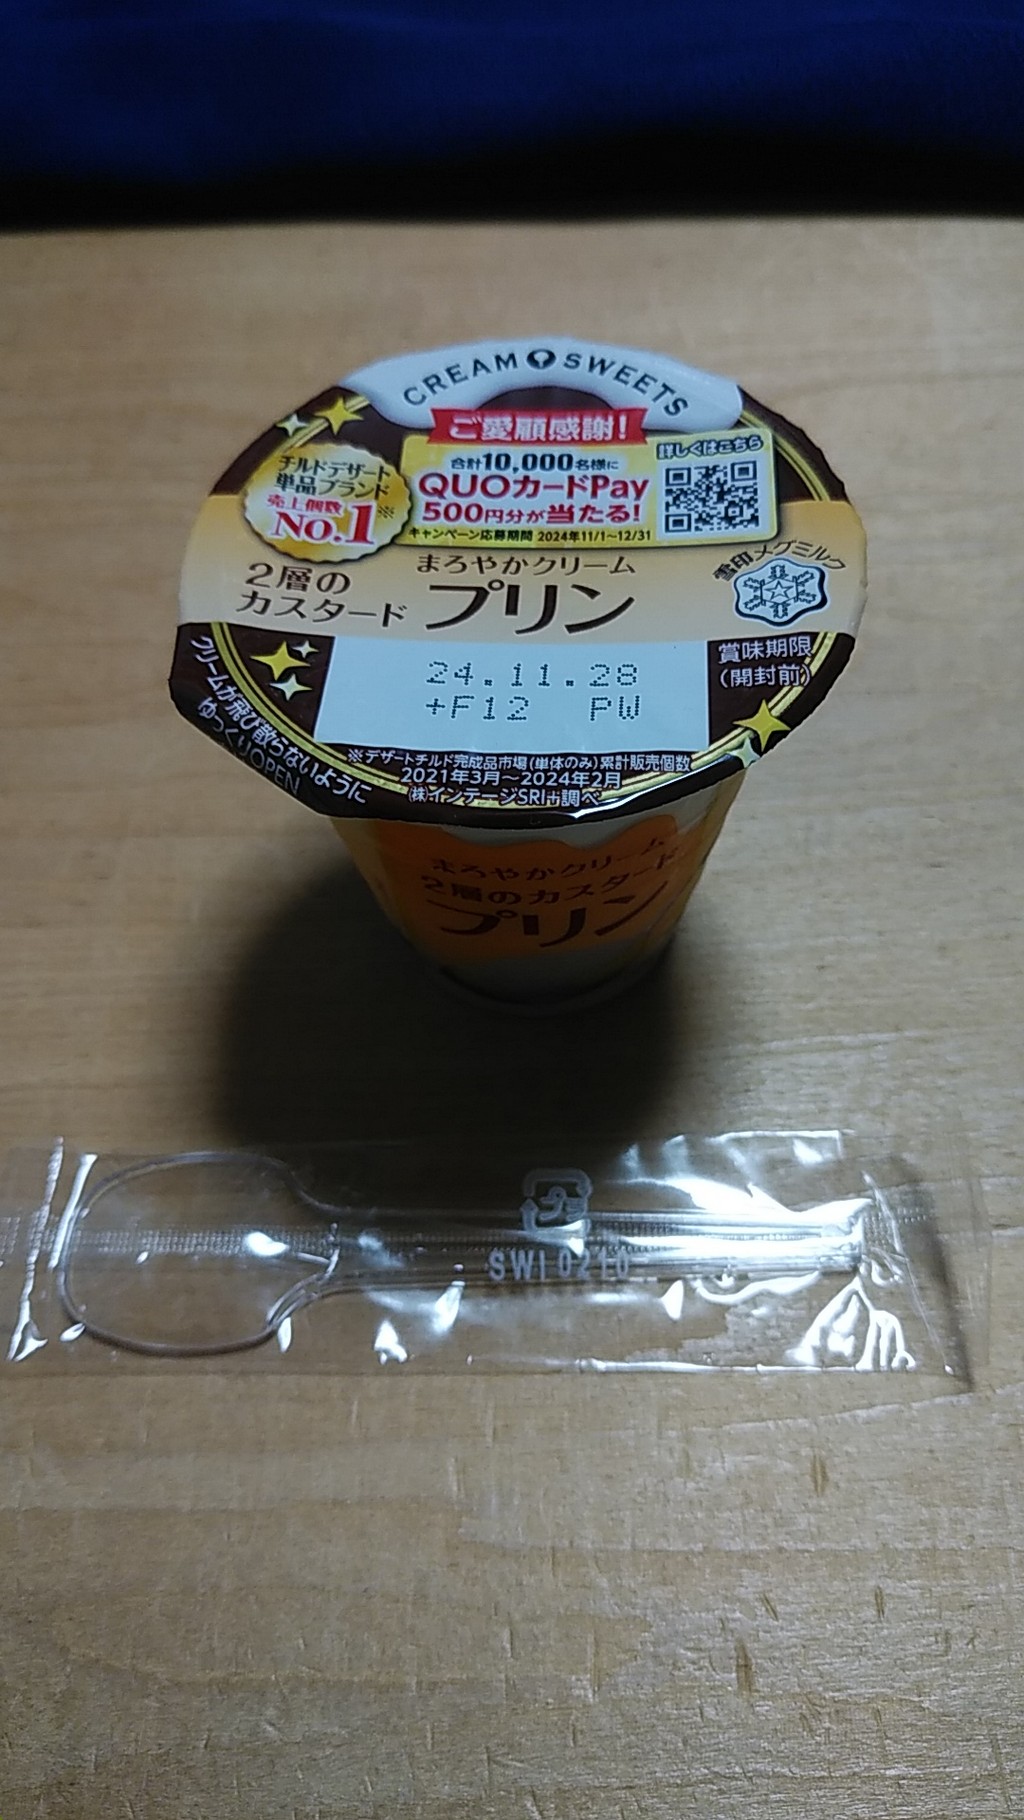 CREAM SWEETS
ご愛顧感謝!
合計10,000名様に
QUOカードPay
500円分が当たる!
キャンペーン応募期間 2024年11/1~12/31
詳しくはこちら
チルドデザート
単品ブランド
売上個数
No.1※
2層の
カスタード
まろやかクリーム
プリン
雪印メグミルク
24.11.28
+F12 PW
賞味期限
(開封前)
クリームが飛び散らないように
ゆっくりOPEN
※デザートチルド完成品市場(単体のみ)累計販売個数
2021年3月~2024年2月
㈱インテージSRI+調べ
まろやかクリーム
2層のカスタード
プリン
プラ
SWI 0210